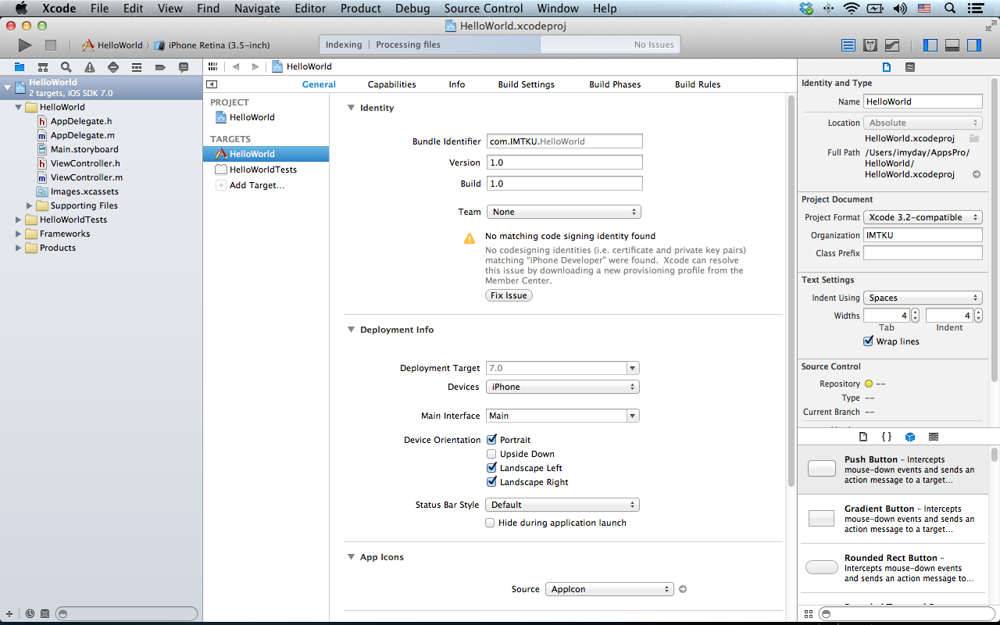 Xcode File Edit View Find Navigate Editor Product Debug Source Control Window Help
HelloWorld.xcodeproj
HelloWorld iPhone Retina (3.5-inch)
Indexing | Processing files No Issues
HelloWorld
2 targets, iOS SDK 7.0
HelloWorld
AppDelegate.h
AppDelegate.m
Main.storyboard
ViewController.h
ViewController.m
Images.xcassets
Supporting Files
HelloWorldTests
Frameworks
Products
HelloWorld
General Capabilities Info Build Settings Build Phases Build Rules
PROJECT
HelloWorld
TARGETS
HelloWorld
HelloWorldTests
Add Target...
Identity
Bundle Identifier com.IMTKU.HelloWorld
Version 1.0
Build 1.0
Team None
No matching code signing identity found
No codesigning identities (i.e. certificate and private key pairs)
matching “iPhone Developer” were found. Xcode can resolve
this issue by downloading a new provisioning profile from the
Member Center.
Fix Issue
Deployment Info
Deployment Target 7.0
Devices iPhone
Main Interface Main
Device Orientation Portrait
Upside Down
Landscape Left
Landscape Right
Status Bar Style Default
Hide during application launch
App Icons
Source AppIcon
Identity and Type
Name HelloWorld
Location Absolute
HelloWorld.xcodeproj
Full Path /Users/imyday/AppsPro/
HelloWorld/
HelloWorld.xcodeproj
Project Document
Project Format Xcode 3.2-compatible
Organization IMTKU
Class Prefix
Text Settings
Indent Using Spaces
Widths 4 4
Tab Indent
Wrap lines
Source Control
Repository --
Type --
Current Branch --
{ }
Push Button - Intercepts
mouse-down events and sends an
action message to a target...
Gradient Button - Intercepts
mouse-down events and sends an
action message to a target...
Rounded Rect Button -
Intercepts mouse-down events
and sends an action message to...